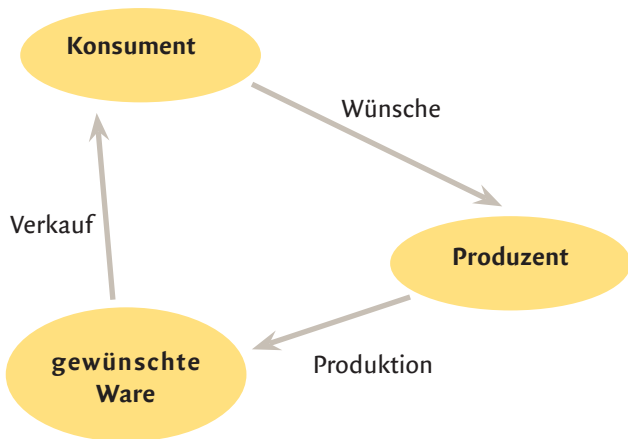 Konsument
Wünsche
Verkauf
Produzent
gewünschte
Ware
Produktion